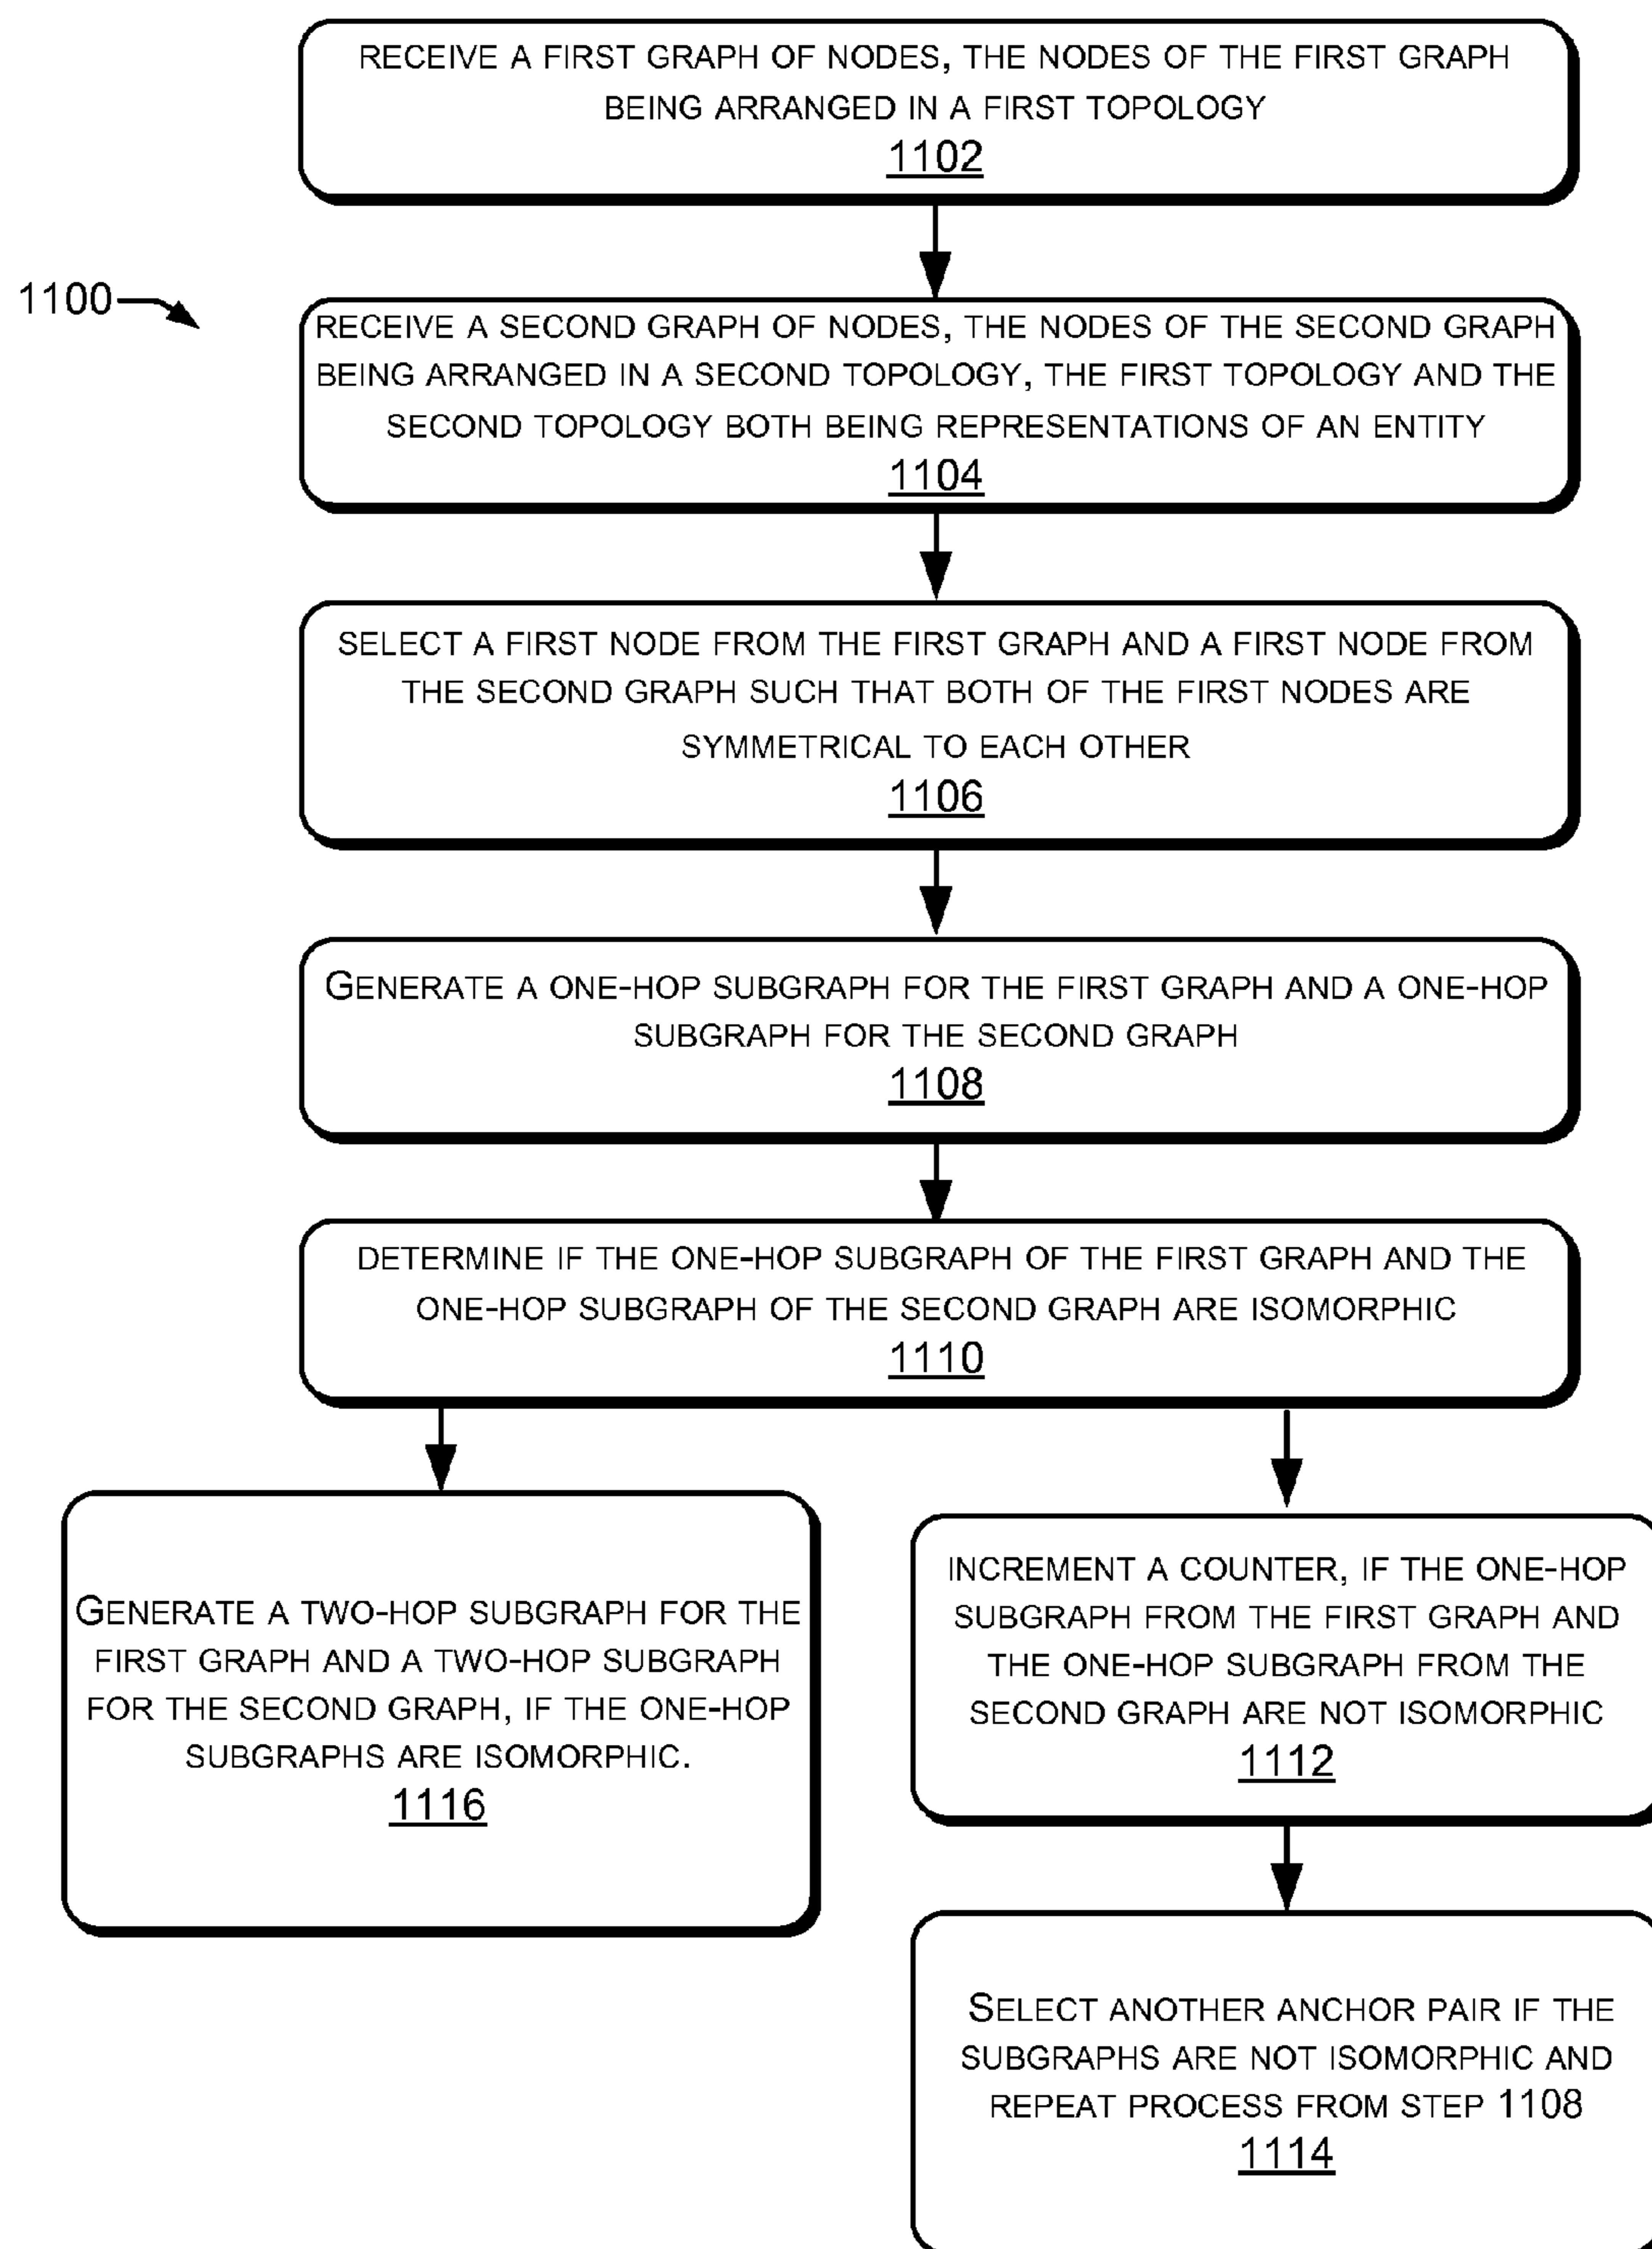 RECEIVE A FIRST GRAPH OF NODES, THE NODES OF THE FIRST GRAPH
BEING ARRANGED IN A FIRST TOPOLOGY
1102
1100
RECEIVE A SECOND GRAPH OF NODES, THE NODES OF THE SECOND GRAPH
BEING ARRANGED IN A SECOND TOPOLOGY, THE FIRST TOPOLOGY AND THE
SECOND TOPOLOGY BOTH BEING REPRESENTATIONS OF AN ENTITY
1104
SELECT A FIRST NODE FROM THE FIRST GRAPH AND A FIRST NODE FROM
THE SECOND GRAPH SUCH THAT BOTH OF THE FIRST NODES ARE
SYMMETRICAL TO EACH OTHER
1106
GENERATE A ONE-HOP SUBGRAPH FOR THE FIRST GRAPH AND A ONE-HOP
SUBGRAPH FOR THE SECOND GRAPH
1108
DETERMINE IF THE ONE-HOP SUBGRAPH OF THE FIRST GRAPH AND THE
ONE-HOP SUBGRAPH OF THE SECOND GRAPH ARE ISOMORPHIC
1110
GENERATE A TWO-HOP SUBGRAPH FOR THE
FIRST GRAPH AND A TWO-HOP SUBGRAPH
FOR THE SECOND GRAPH, IF THE ONE-HOP
SUBGRAPHS ARE ISOMORPHIC.
1116
INCREMENT A COUNTER, IF THE ONE-HOP
SUBGRAPH FROM THE FIRST GRAPH AND
THE ONE-HOP SUBGRAPH FROM THE
SECOND GRAPH ARE NOT ISOMORPHIC
1112
SELECT ANOTHER ANCHOR PAIR IF THE
SUBGRAPHS ARE NOT ISOMORPHIC AND
REPEAT PROCESS FROM STEP 1108
1114